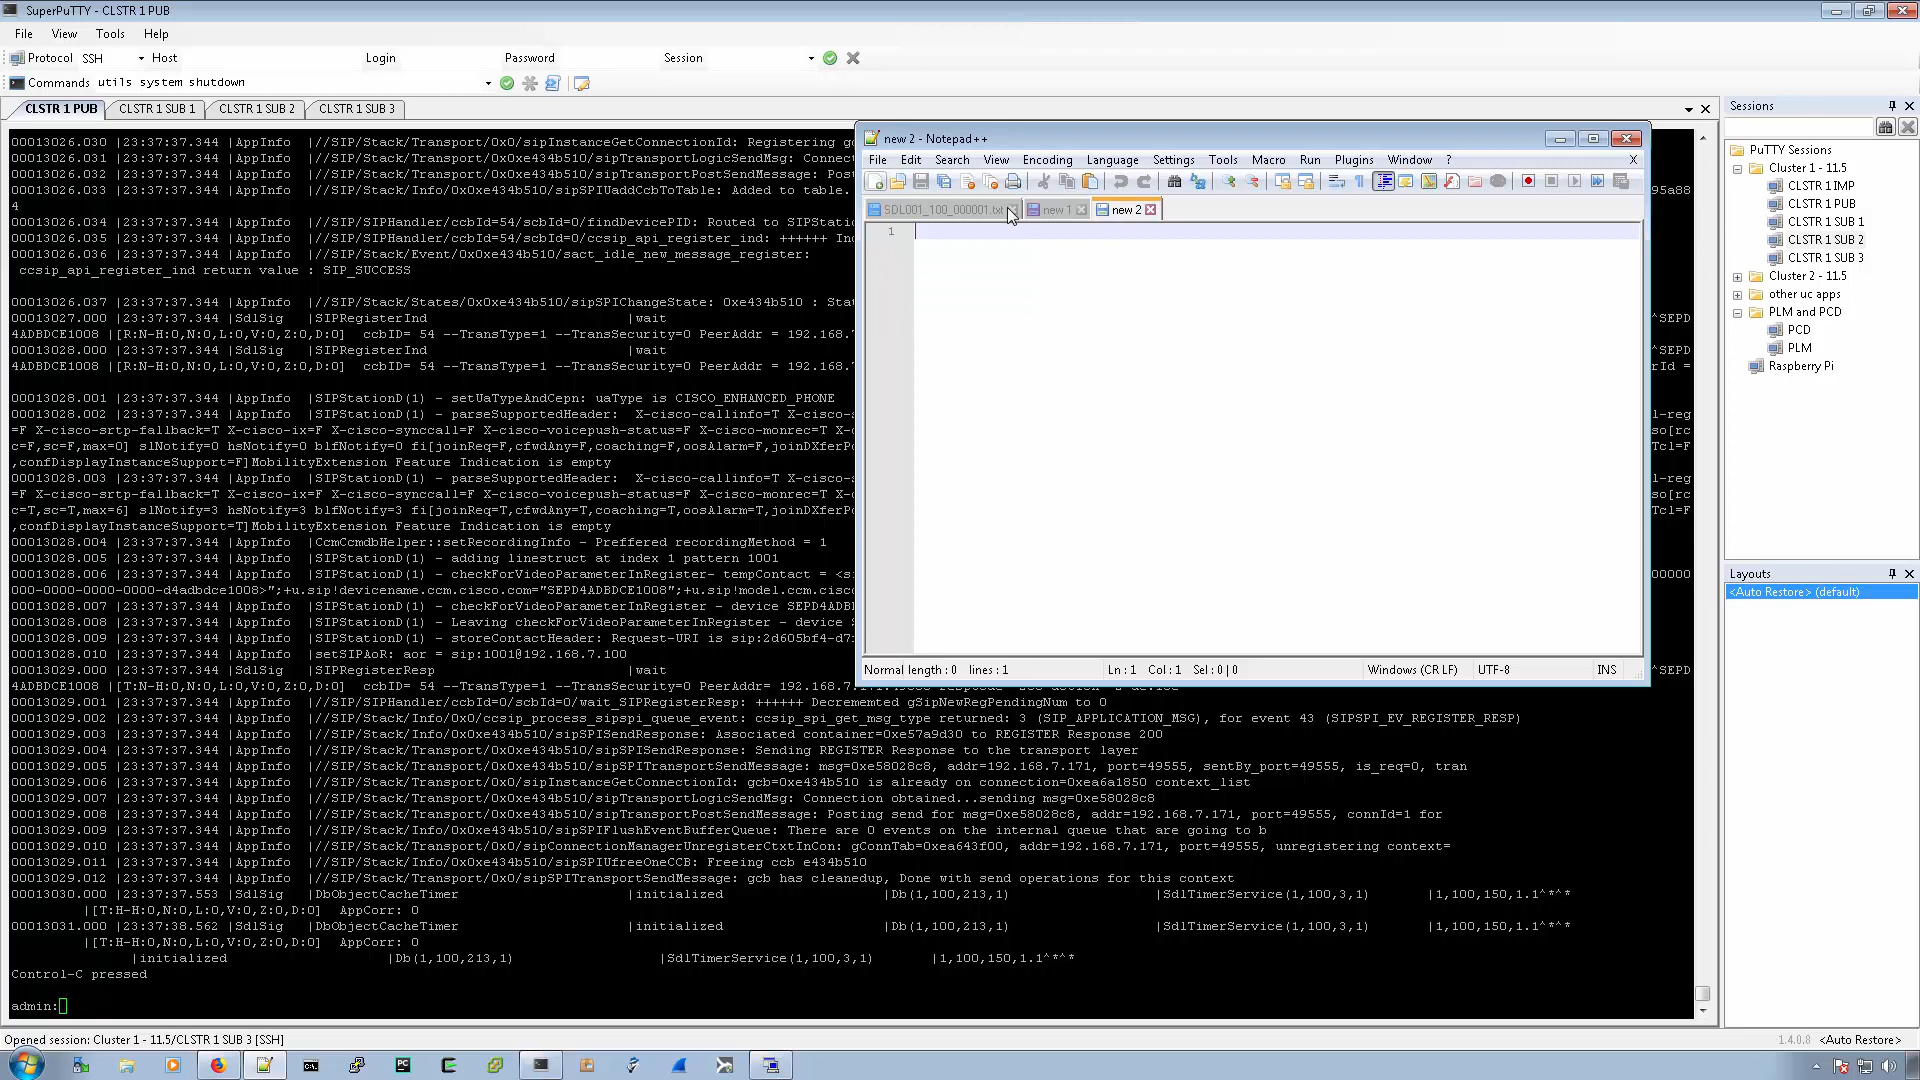 SuperPuTTY - CLSTR 1 PUB
File View Tools Help
Protocol SSH Host Login Password Session
Commands utils system shutdown
CLSTR 1 PUB CLSTR 1 SUB 1 CLSTR 1 SUB 2 CLSTR 1 SUB 3
00013026.030 |23:37:37.344 |AppInfo |//SIP/Stack/Transport/0x0/sipInstanceGetConnectionId: Registering gc
00013026.031 |23:37:37.344 |AppInfo |//SIP/Stack/Transport/0x0xe434b510/sipTransportLogicSendMsg: Connect
00013026.032 |23:37:37.344 |AppInfo |//SIP/Stack/Transport/0x0xe434b510/sipTransportPostSendMessage: Post
00013026.033 |23:37:37.344 |AppInfo |//SIP/Stack/Info/0x0xe434b510/sipSPIUaddCcbToTable: Added to table. 95a88
4
00013026.034 |23:37:37.344 |AppInfo |//SIP/SIPHandler/ccbId=54/scbId=0/findDevicePID: Routed to SIPStatic
00013026.035 |23:37:37.344 |AppInfo |//SIP/SIPHandler/ccbId=54/scbId=0/ccsip_api_register_ind: ++++++ Inc
00013026.036 |23:37:37.344 |AppInfo |//SIP/Stack/Event/0x0xe434b510/sact_idle_new_message_register:
ccsip_api_register_ind return value : SIP_SUCCESS
00013026.037 |23:37:37.344 |AppInfo |//SIP/Stack/States/0x0xe434b510/sipSPIChangeState: 0xe434b510 : Stat
00013027.000 |23:37:37.344 |SdlSig |SIPRegisterInd |wait ^SEPD
4ADBDCE1008 |[R:N-H:0,N:0,L:0,V:0,Z:0,D:0] ccbID= 54 --TransType=1 --TransSecurity=0 PeerAddr = 192.168.7.
00013028.000 |23:37:37.344 |SdlSig |SIPRegisterInd |wait ^SEPD
4ADBDCE1008 |[R:N-H:0,N:0,L:0,V:0,Z:0,D:0] ccbID= 54 --TransType=1 --TransSecurity=0 PeerAddr = 192.168.7. rId =
00013028.001 |23:37:37.344 |AppInfo |SIPStationD(1) - setUaTypeAndCepn: uaType is CISCO_ENHANCED_PHONE
00013028.002 |23:37:37.344 |AppInfo |SIPStationD(1) - parseSupportedHeader: X-cisco-callinfo=T X-cisco-s l-reg
=F X-cisco-srtp-fallback=T X-cisco-ix=F X-cisco-synccall=F X-cisco-voicepush-status=F X-cisco-monrec=T X-c so[rc
c=F,sc=F,max=0] slNotify=0 hsNotify=0 blfNotify=0 fi[joinReq=F,cfwdAny=F,coaching=F,oosAlarm=F,joinDXferPo Tcl=F
,confDisplayInstanceSupport=F]MobilityExtension Feature Indication is empty
00013028.003 |23:37:37.344 |AppInfo |SIPStationD(1) - parseSupportedHeader: X-cisco-callinfo=T X-cisco-s l-reg
=F X-cisco-srtp-fallback=T X-cisco-ix=F X-cisco-synccall=F X-cisco-voicepush-status=F X-cisco-monrec=T X-c so[rc
c=T,sc=T,max=6] slNotify=3 hsNotify=3 blfNotify=3 fi[joinReq=T,cfwdAny=T,coaching=T,oosAlarm=T,joinDXferPo Tcl=F
,confDisplayInstanceSupport=T]MobilityExtension Feature Indication is empty
00013028.004 |23:37:37.344 |AppInfo |CcmCcmdbHelper::setRecordingInfo - Preffered recordingMethod = 1
00013028.005 |23:37:37.344 |AppInfo |SIPStationD(1) - adding linestruct at index 1 pattern 1001
00013028.006 |23:37:37.344 |AppInfo |SIPStationD(1) - checkForVideoParameterInRegister- tempContact = <si 00000
000-0000-0000-0000-d4adbdce1008>";+u.sip!devicename.ccm.cisco.com="SEPD4ADBDCE1008";+u.sip!model.ccm.cisco
00013028.007 |23:37:37.344 |AppInfo |SIPStationD(1) - checkForVideoParameterInRegister - device SEPD4ADBD
00013028.008 |23:37:37.344 |AppInfo |SIPStationD(1) - Leaving checkForVideoParameterInRegister - device S
00013028.009 |23:37:37.344 |AppInfo |SIPStationD(1) - storeContactHeader: Request-URI is sip:2d605bf4-d7
00013028.010 |23:37:37.344 |AppInfo |setSIPAoR: aor = sip:1001@192.168.7.100
00013029.000 |23:37:37.344 |SdlSig |SIPRegisterResp |wait ^SEPD
4ADBDCE1008 |[T:N-H:0,N:0,L:0,V:0,Z:0,D:0] ccbID= 54 --TransType=1 --TransSecurity=0 PeerAddr= 192.168.7.
00013029.001 |23:37:37.344 |AppInfo |//SIP/SIPHandler/ccbId=54/scbId=0/wait_SIPRegisterResp: ++++++ Decremented gSipNewRegPendingNum to 0
00013029.002 |23:37:37.344 |AppInfo |//SIP/Stack/Info/0x0/ccsip_process_sipspi_queue_event: ccsip_spi_get_msg_type returned: 3 (SIP_APPLICATION_MSG), for event 43 (SIPSPI_EV_REGISTER_RESP)
00013029.003 |23:37:37.344 |AppInfo |//SIP/Stack/Info/0x0xe434b510/sipSPISendResponse: Associated container=0xe57a9d30 to REGISTER Response 200
00013029.004 |23:37:37.344 |AppInfo |//SIP/Stack/Transport/0x0xe434b510/sipSPISendResponse: Sending REGISTER Response to the transport layer
00013029.005 |23:37:37.344 |AppInfo |//SIP/Stack/Transport/0x0xe434b510/sipSPITransportSendMessage: msg=0xe58028c8, addr=192.168.7.171, port=49555, sentBy_port=49555, is_req=0, tran
00013029.006 |23:37:37.344 |AppInfo |//SIP/Stack/Transport/0x0xe434b510/sipInstanceGetConnectionId: gcb=0xe434b510 is already on connection=0xea6a1850 context_list
00013029.007 |23:37:37.344 |AppInfo |//SIP/Stack/Transport/0x0xe434b510/sipTransportLogicSendMsg: Connection obtained...sending msg=0xe58028c8
00013029.008 |23:37:37.344 |AppInfo |//SIP/Stack/Transport/0x0xe434b510/sipTransportPostSendMessage: Posting send for msg=0xe58028c8, addr=192.168.7.171, port=49555, connId=1 for
00013029.009 |23:37:37.344 |AppInfo |//SIP/Stack/Info/0x0xe434b510/sipSPIFlushEventBufferQueue: There are 0 events on the internal queue that are going to b
00013029.010 |23:37:37.344 |AppInfo |//SIP/Stack/Transport/0x0xe434b510/sipConnectionManagerUnregisterCtxtInCon: gConnTab=0xea643f00, addr=192.168.7.171, port=49555, unregistering context=
00013029.011 |23:37:37.344 |AppInfo |//SIP/Stack/Info/0x0xe434b510/sipSPIUfreeOneCCB: Freeing ccb e434b510
00013029.012 |23:37:37.344 |AppInfo |//SIP/Stack/Transport/0x0/sipSPITransportSendMessage: gcb has cleanedup, Done with send operations for this context
00013030.000 |23:37:37.553 |SdlSig |DbObjectCacheTimer |initialized |Db(1,100,213,1) |SdlTimerService(1,100,3,1) |1,100,150,1.1^*^*
|[T:H-H:0,N:0,L:0,V:0,Z:0,D:0] AppCorr: 0
00013031.000 |23:37:38.562 |SdlSig |DbObjectCacheTimer |initialized |Db(1,100,213,1) |SdlTimerService(1,100,3,1) |1,100,150,1.1^*^*
|[T:H-H:0,N:0,L:0,V:0,Z:0,D:0] AppCorr: 0
|initialized |Db(1,100,213,1) |SdlTimerService(1,100,3,1) |1,100,150,1.1^*^*
Control-C pressed
admin:
new 2 - Notepad++
File Edit Search View Encoding Language Settings Tools Macro Run Plugins Window ? X
SDL001_100_000001.txt new 1 new 2
1
Normal length : 0 lines : 1 Ln : 1 Col : 1 Sel : 0 | 0 Windows (CR LF) UTF-8 INS
Sessions
PuTTY Sessions
Cluster 1 - 11.5
CLSTR 1 IMP
CLSTR 1 PUB
CLSTR 1 SUB 1
CLSTR 1 SUB 2
CLSTR 1 SUB 3
Cluster 2 - 11.5
other uc apps
PLM and PCD
PCD
PLM
Raspberry Pi
Layouts
<Auto Restore> (default)
Opened session: Cluster 1 - 11.5/CLSTR 1 SUB 3 [SSH] 1.4.0.8 <Auto Restore>